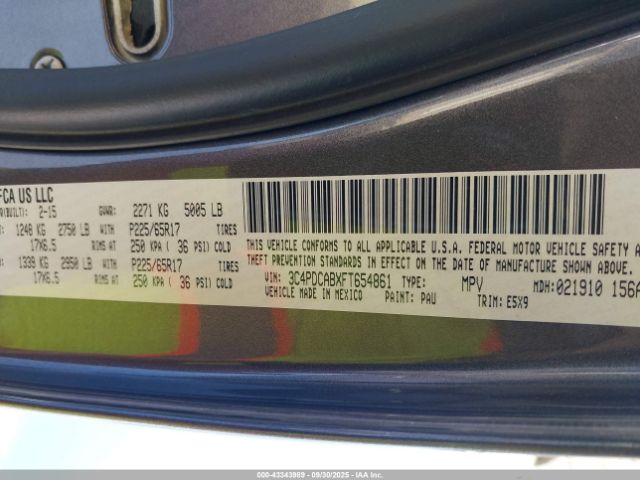 FCA US LLC
(BUILT): 2-15 GVWR: 2271 KG 5005 LB
1248 KG 2750 LB WITH P225/65R17 TIRES
17X6.5 RIMS AT 250 KPA ( 36 PSI) COLD
1339 KG 2950 LB WITH P225/65R17 TIRES
17X6.5 RIMS AT 250 KPA ( 36 PSI) COLD
THIS VEHICLE CONFORMS TO ALL APPLICABLE U.S.A. FEDERAL MOTOR VEHICLE SAFETY
THEFT PREVENTION STANDARDS IN EFFECT ON THE DATE OF MANUFACTURE SHOWN ABOVE.
VIN: 3C4PDCABXFT654861 TYPE: MPV MDH:021910 156A
VEHICLE MADE IN MEXICO PAINT: PAU TRIM: E5X9
000-43343989 (09/30/2025) IAA Inc.